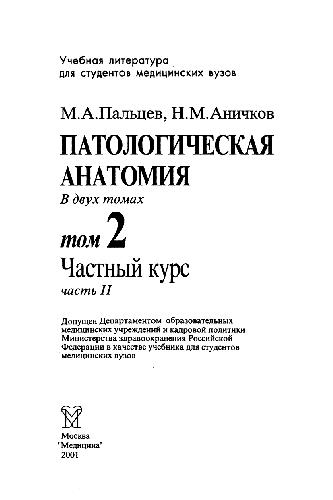 Учебная литература
для студентов медицинских вузов
М.А.Пальцев, Н.М.Аничков
ПАТОЛОГИЧЕСКАЯ
АНАТОМИЯ
В двух томах
том 2
Частный курс
часть II
Допущен Департаментом образовательных
медицинских учреждений и кадровой политики
Министерства здравоохранения Российской
Федерации в качестве учебника для студентов
медицинских вузов
Москва
"Медицина"
2001